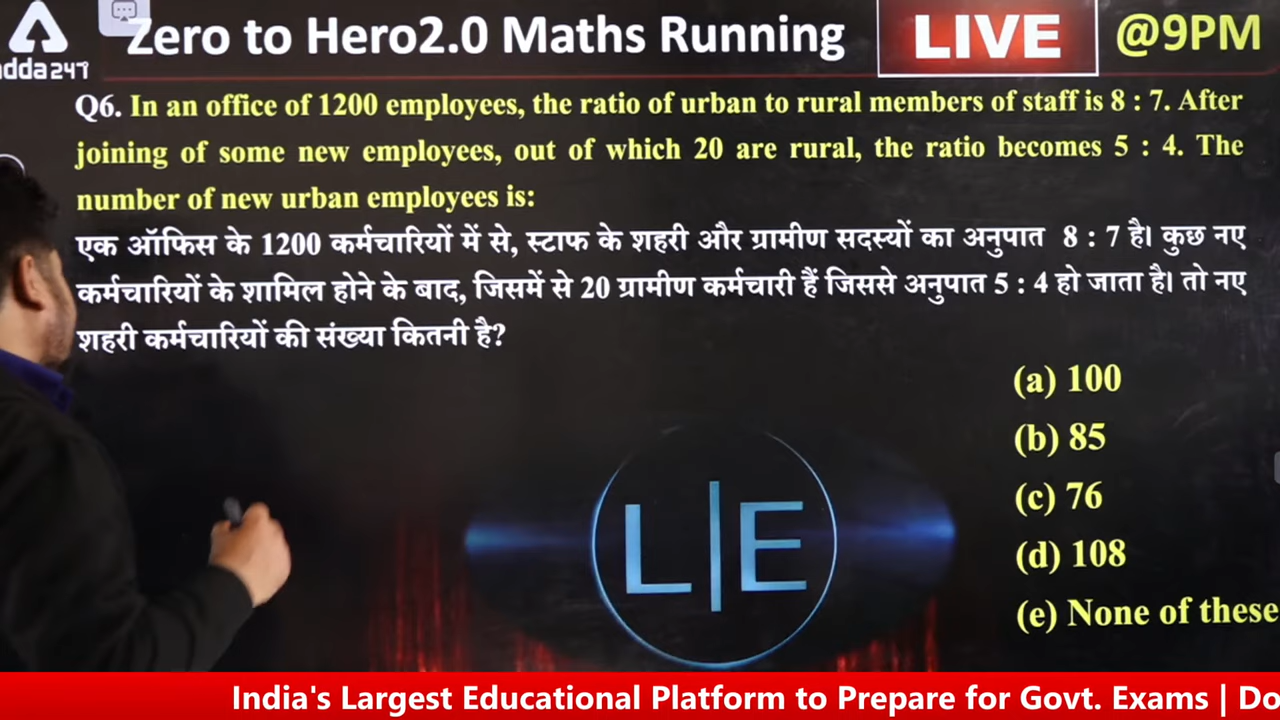 Zero to Hero2.0 Maths Running LIVE @9PM
adda247
Q6. In an office of 1200 employees, the ratio of urban to rural members of staff is 8 : 7. After
joining of some new employees, out of which 20 are rural, the ratio becomes 5 : 4. The
number of new urban employees is:
एक ऑफिस के 1200 कर्मचारियों में से, स्टाफ के शहरी और ग्रामीण सदस्यों का अनुपात 8 : 7 है। कुछ नए
कर्मचारियों के शामिल होने के बाद, जिसमें से 20 ग्रामीण कर्मचारी हैं जिससे अनुपात 5 : 4 हो जाता है। तो नए
शहरी कर्मचारियों की संख्या कितनी है?
(a) 100
(b) 85
(c) 76
(d) 108
(e) None of these
L|E
India's Largest Educational Platform to Prepare for Govt. Exams | Do